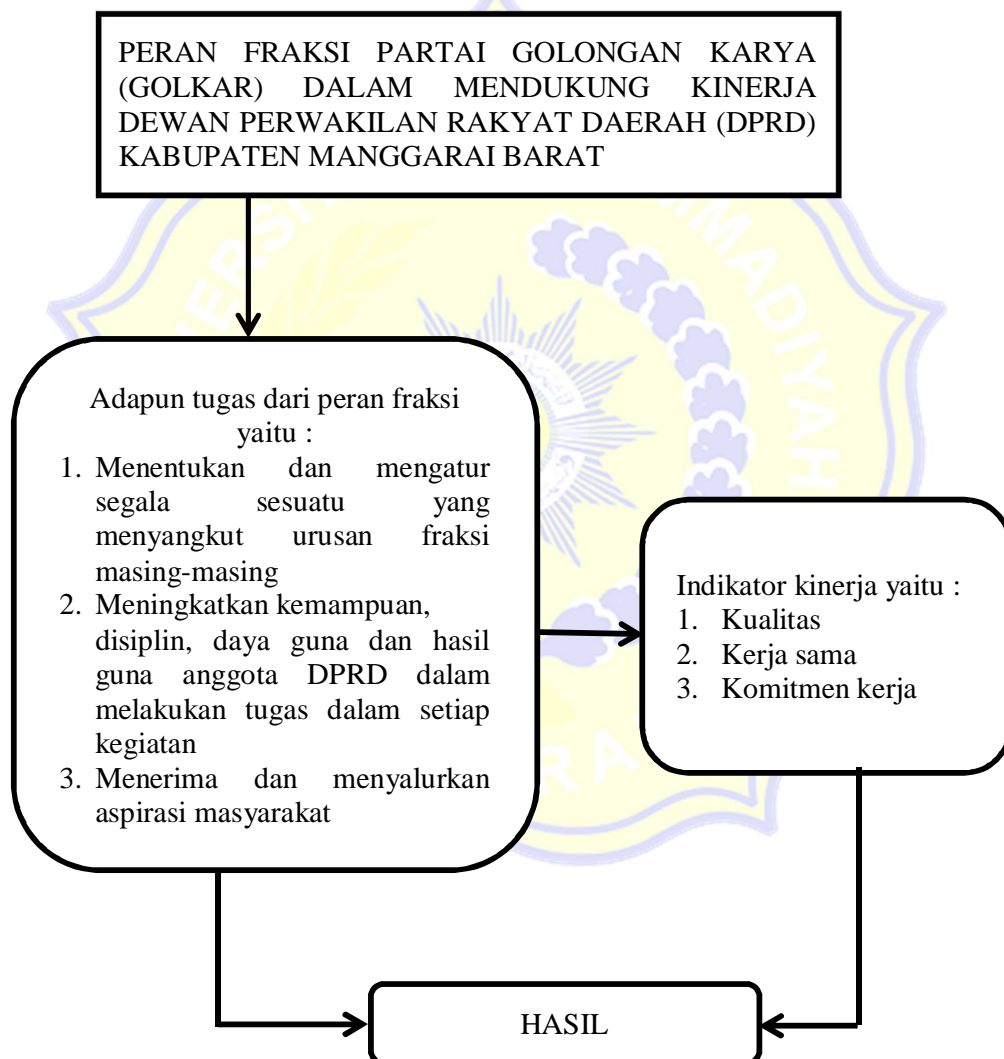 PERAN FRAKSI PARTAI GOLONGAN KARYA
(GOLKAR) DALAM MENDUKUNG KINERJA
DEWAN PERWAKILAN RAKYAT DAERAH (DPRD)
KABUPATEN MANGGARAI BARAT
Adapun tugas dari peran fraksi
yaitu :
1. Menentukan dan mengatur
segala sesuatu yang
menyangkut urusan fraksi
masing-masing
2. Meningkatkan kemampuan,
disiplin, daya guna dan hasil
guna anggota DPRD dalam
melakukan tugas dalam setiap
kegiatan
3. Menerima dan menyalurkan
aspirasi masyarakat
Indikator kinerja yaitu :
1. Kualitas
2. Kerja sama
3. Komitmen kerja
HASIL